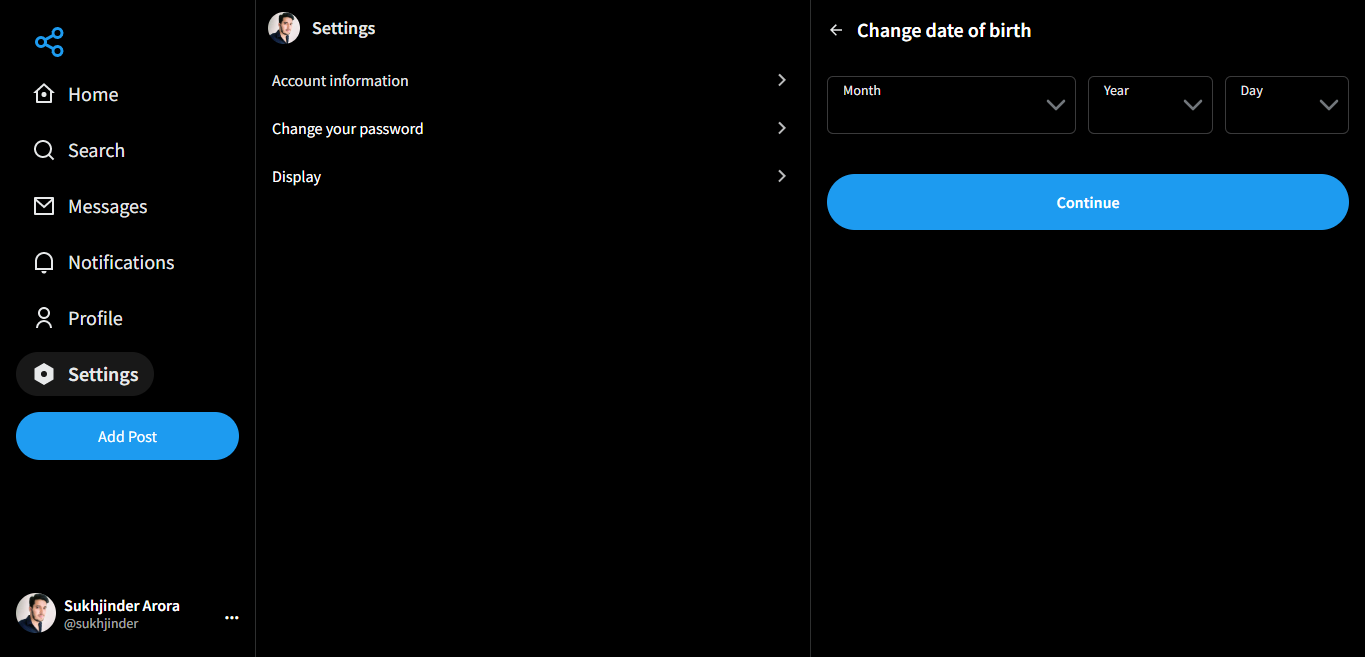 Home
Search
Messages
Notifications
Profile
Settings
Add Post
Sukhjinder Arora
@sukhjinder
Settings
Account information
Change your password
Display
Change date of birth
Month
Year
Day
Continue